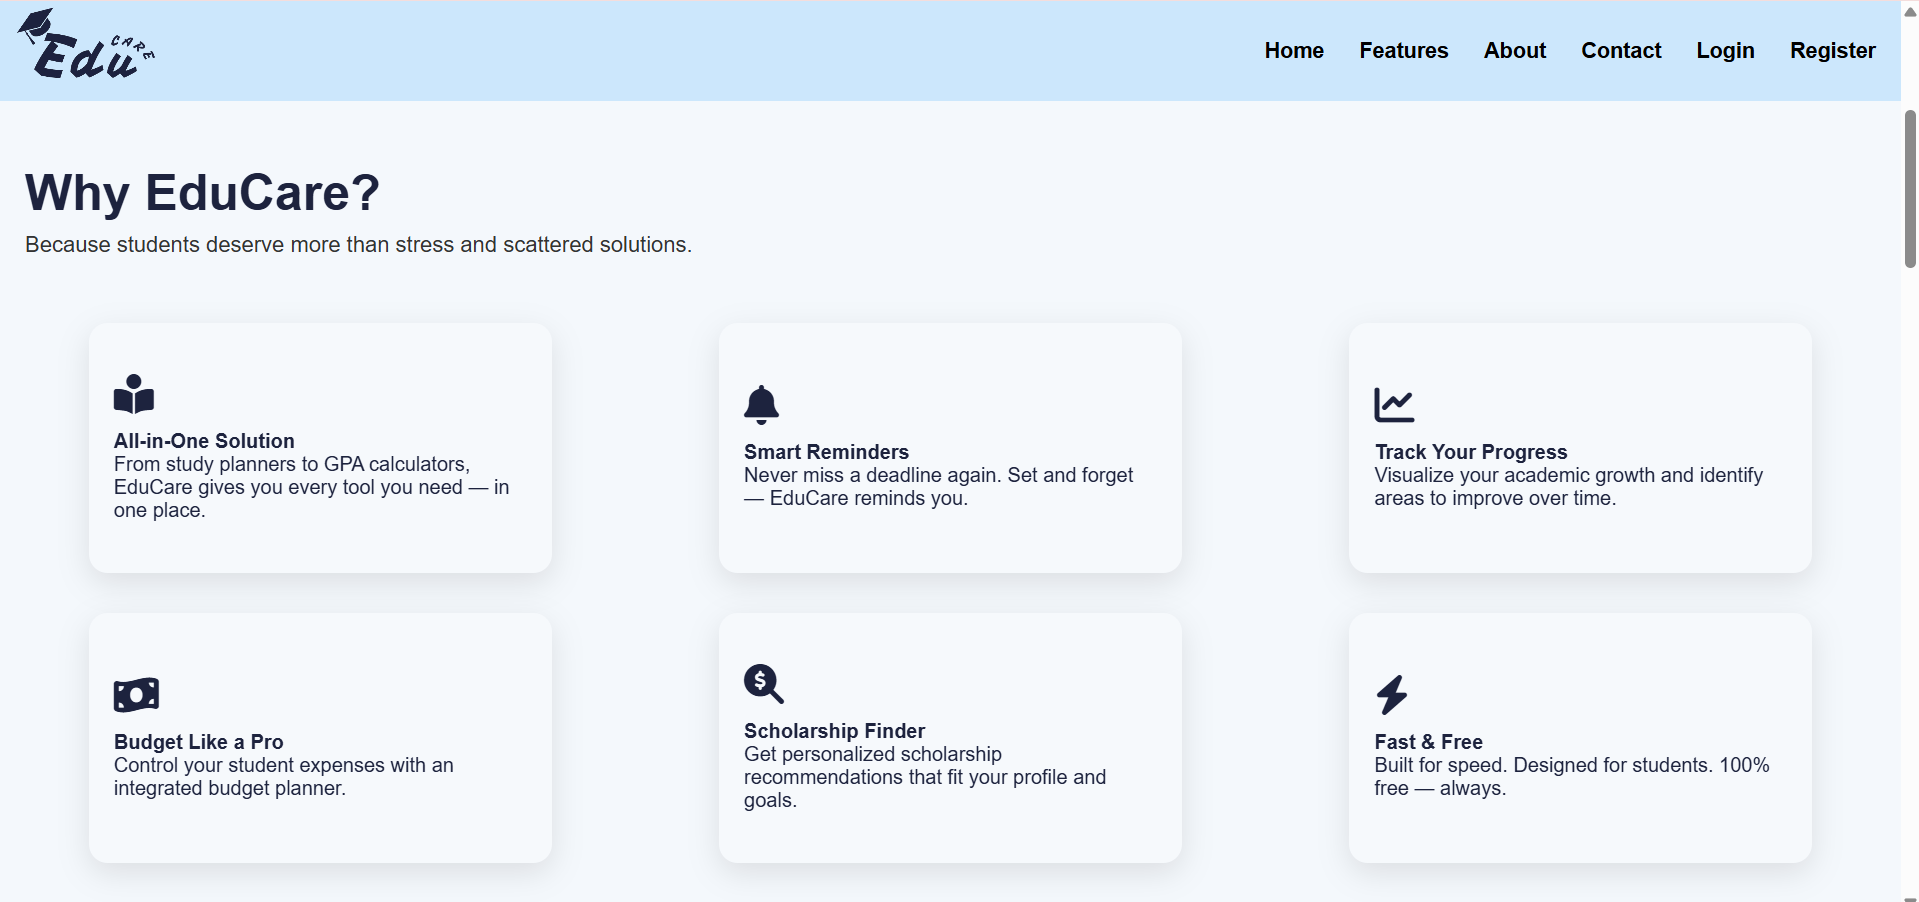 Edu CARE
Home Features About Contact Login Register
Why EduCare?
Because students deserve more than stress and scattered solutions.
All-in-One Solution
From study planners to GPA calculators,
EduCare gives you every tool you need — in
one place.
Smart Reminders
Never miss a deadline again. Set and forget
— EduCare reminds you.
Track Your Progress
Visualize your academic growth and identify
areas to improve over time.
Budget Like a Pro
Control your student expenses with an
integrated budget planner.
Scholarship Finder
Get personalized scholarship
recommendations that fit your profile and
goals.
Fast & Free
Built for speed. Designed for students. 100%
free — always.